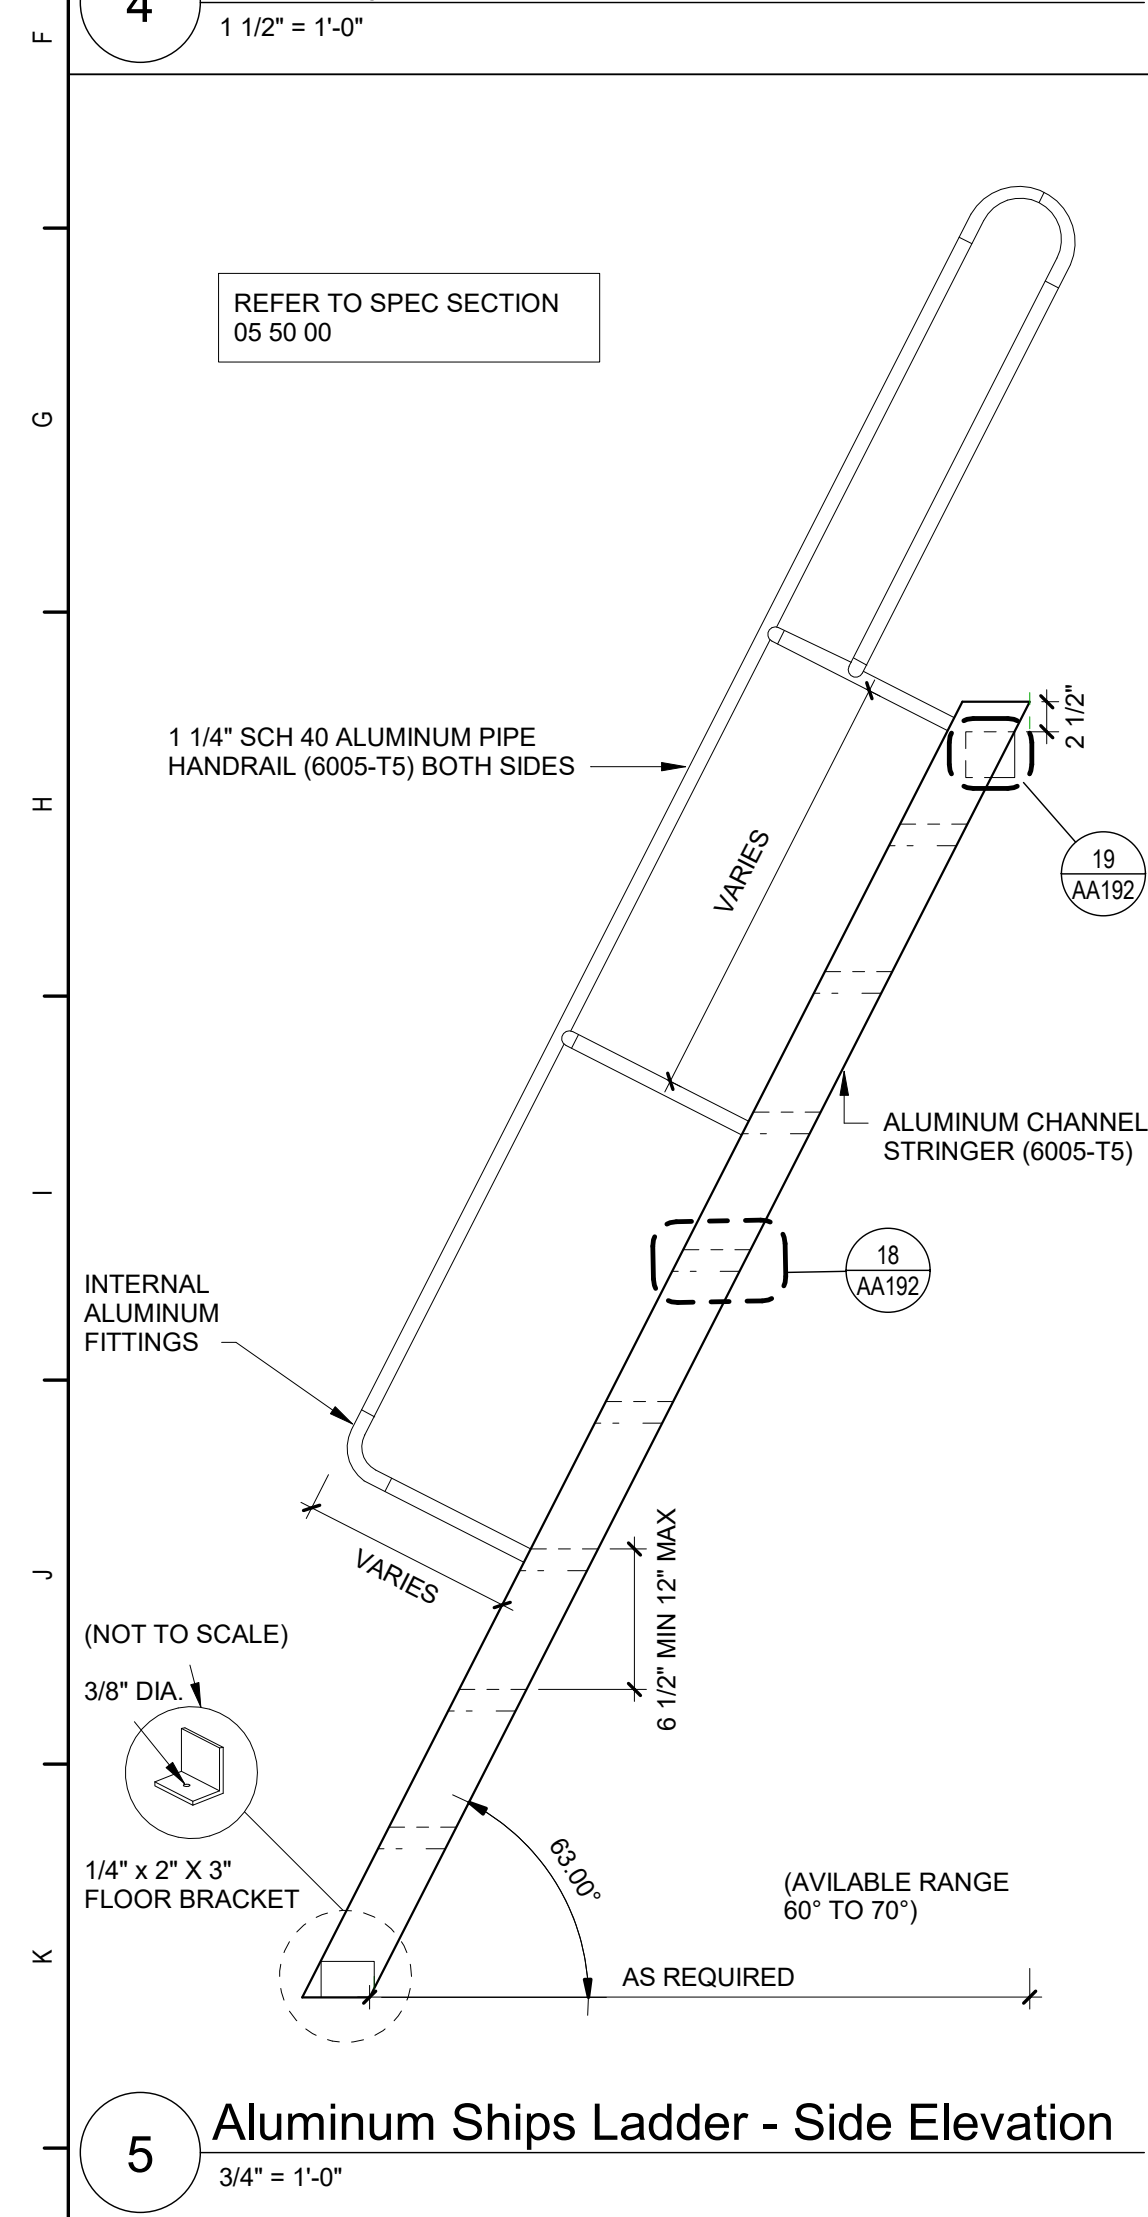 F
4
1 1/2" = 1'-0"
REFER TO SPEC SECTION
05 50 00
G
1 1/4" SCH 40 ALUMINUM PIPE
HANDRAIL (6005-T5) BOTH SIDES
2 1/2"
H
VARIES
19
AA192
ALUMINUM CHANNEL
STRINGER (6005-T5)
I
18
AA192
INTERNAL
ALUMINUM
FITTINGS
6 1/2" MIN 12" MAX
J
VARIES
(NOT TO SCALE)
3/8" DIA.
1/4" x 2" X 3"
FLOOR BRACKET
63.00°
(AVILABLE RANGE
60° TO 70°)
K
AS REQUIRED
5
Aluminum Ships Ladder - Side Elevation
3/4" = 1'-0"